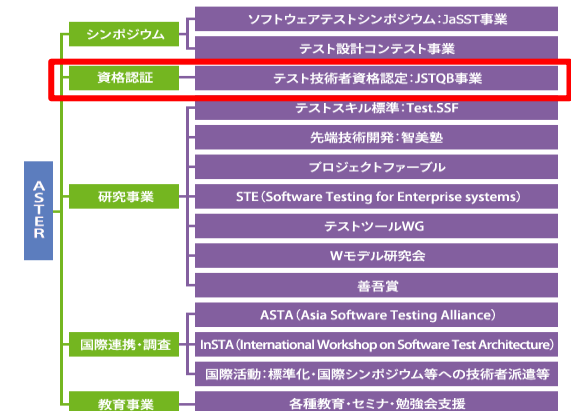 ASTER
シンポジウム
ソフトウェアテストシンポジウム:JaSST事業
テスト設計コンテスト事業
資格認証
テスト技術者資格認定:JSTQB事業
研究事業
テストスキル標準:Test.SSF
先端技術開発:智美塾
プロジェクトファーブル
STE(Software Testing for Enterprise systems)
テストツールWG
Wモデル研究会
善吾賞
国際連携・調査
ASTA(Asia Software Testing Alliance)
InSTA(International Workshop on Software Test Architecture)
国際活動:標準化・国際シンポジウム等への技術者派遣等
教育事業
各種教育・セミナ・勉強会支援